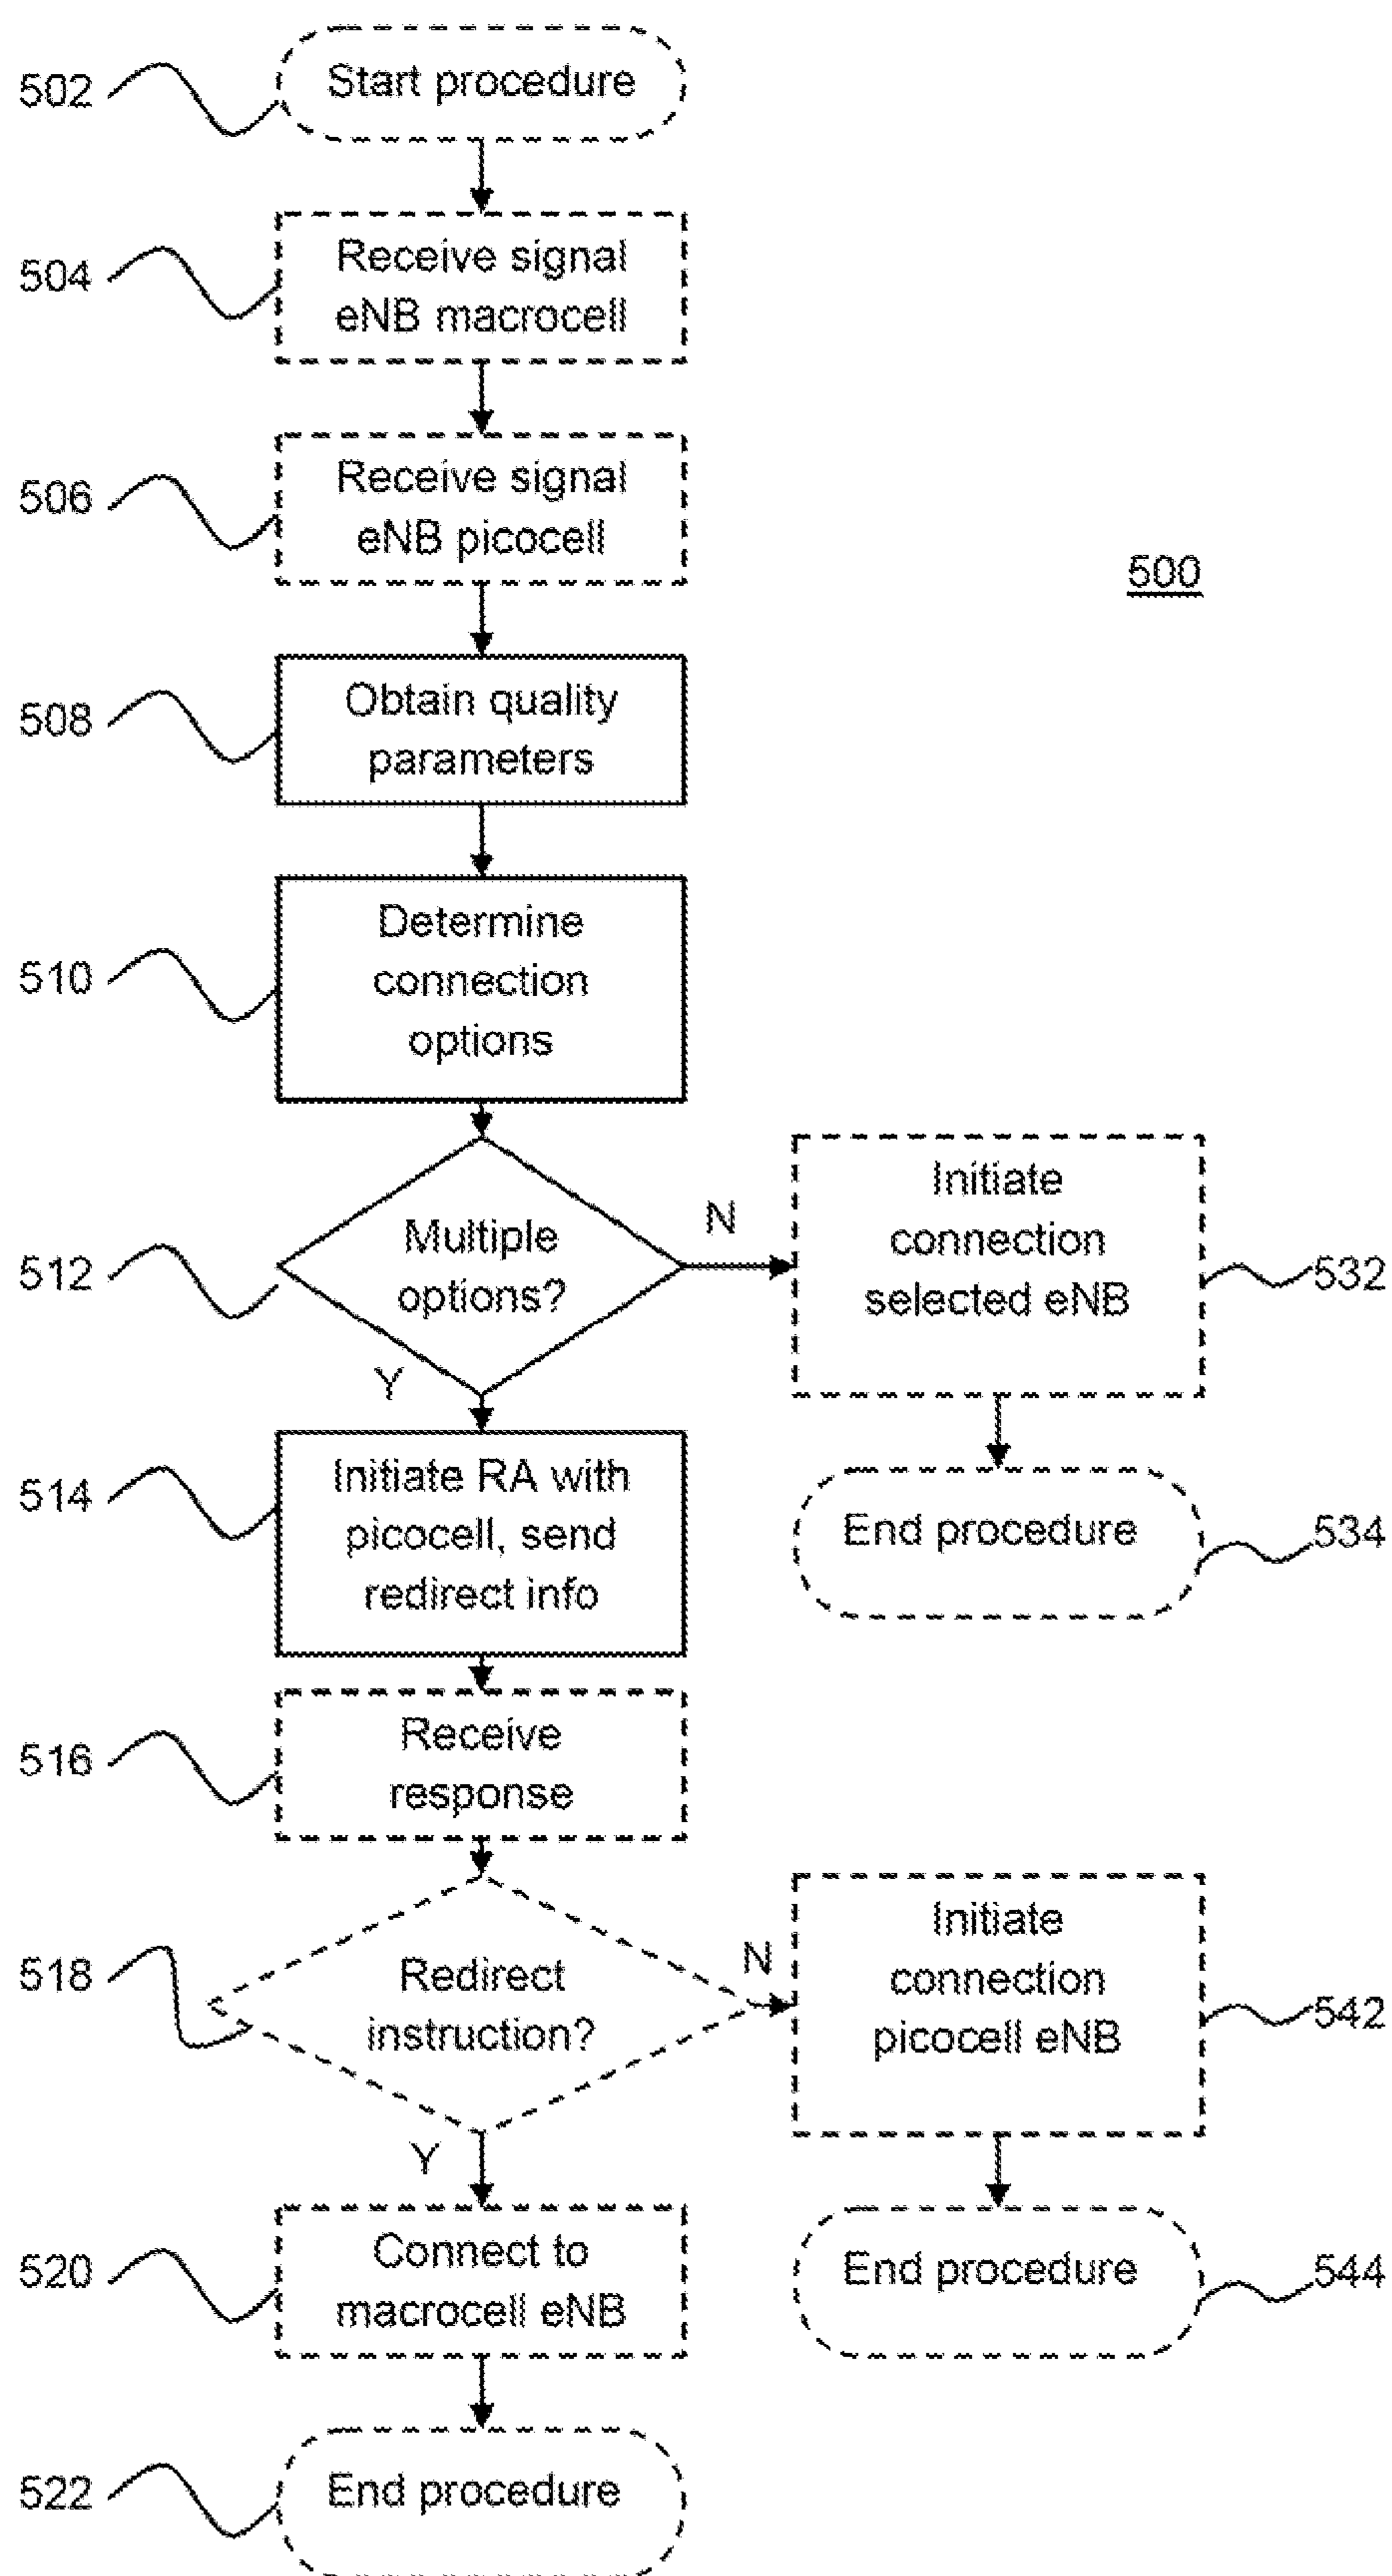 502
Start procedure
504
Receive signal
eNB macrocell
506
Receive signal
eNB picocell
500
508
Obtain quality
parameters
510
Determine
connection
options
512
Multiple
options?
N
Y
Initiate
connection
selected eNB
532
514
Initiate RA with
picocell, send
redirect info
End procedure
534
516
Receive
response
518
Redirect
instruction?
N
Y
Initiate
connection
picocell eNB
542
520
Connect to
macrocell eNB
End procedure
544
522
End procedure